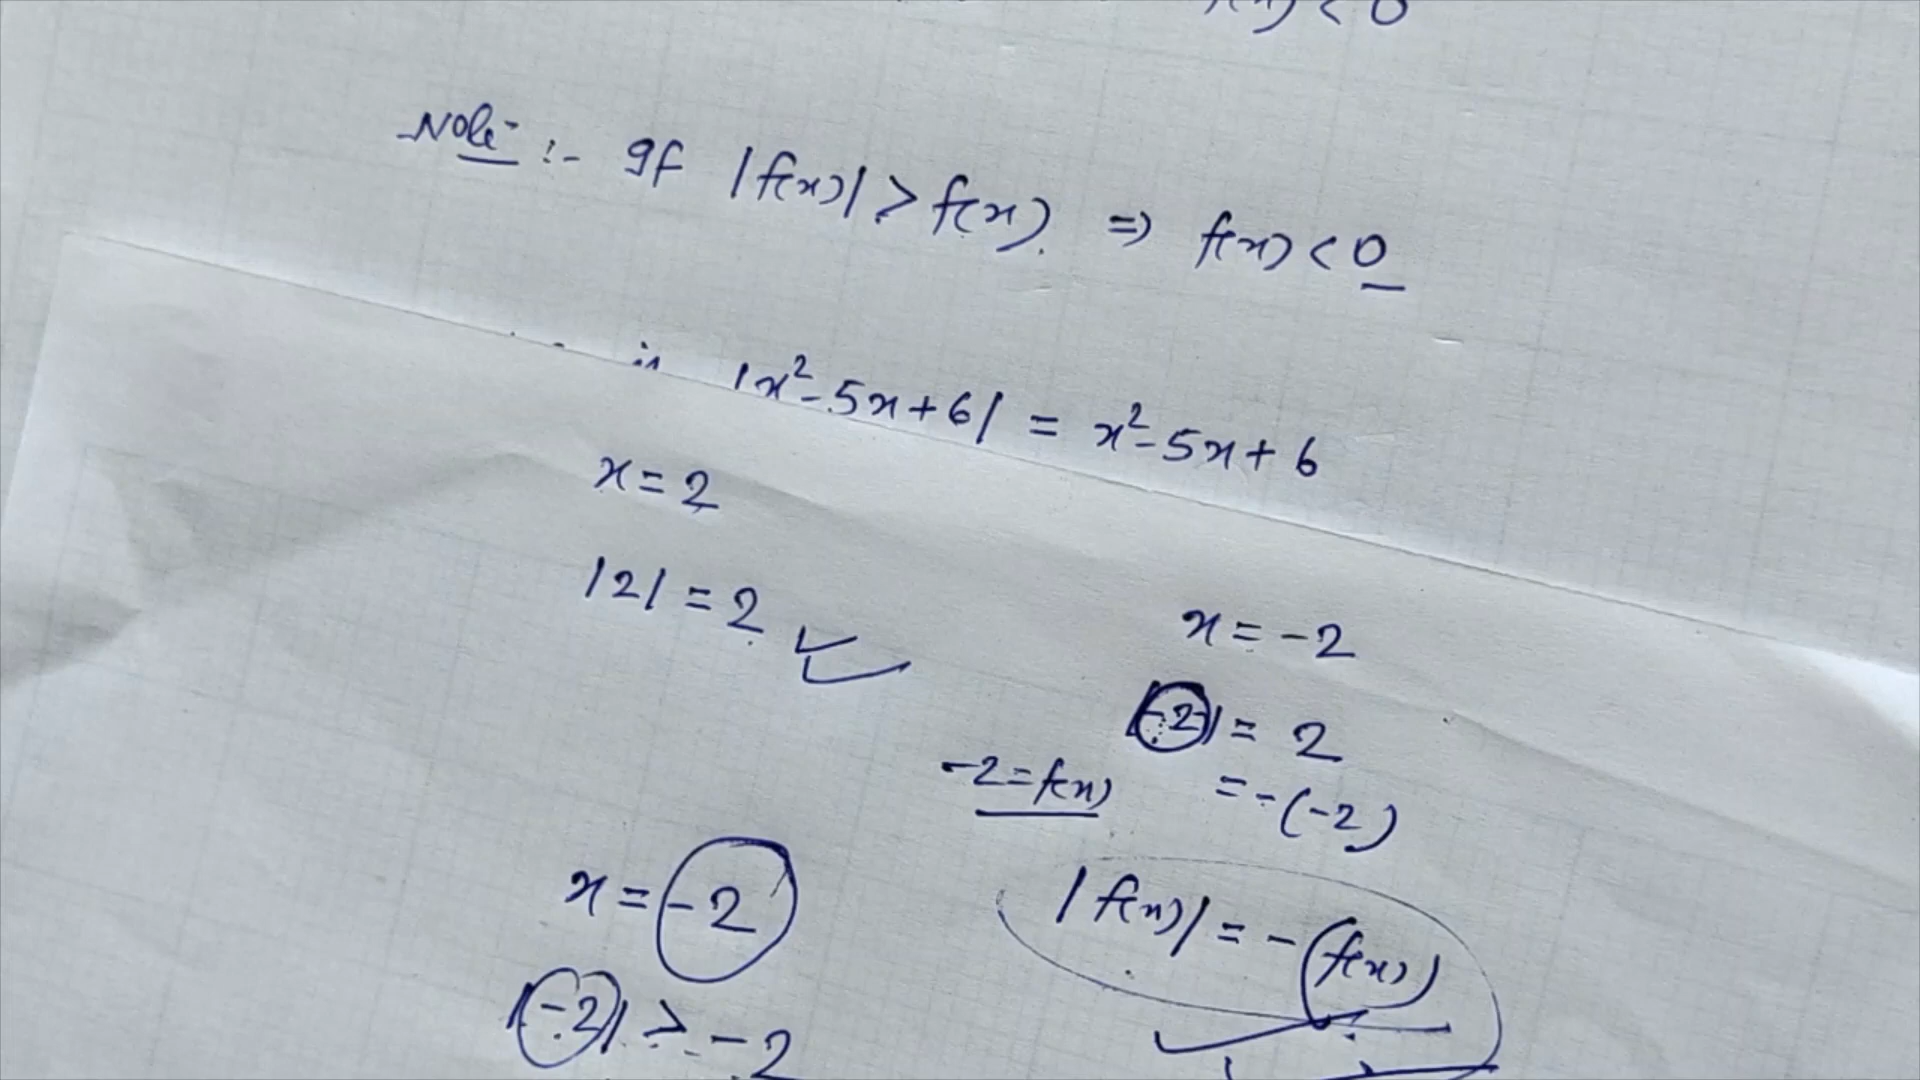 f(x) < 0
Note :- If |f(x)| > f(x) ⇒ f(x) < 0
|x²-5x+6| = x²-5x+6
x = 2
|2| = 2
x = -2
|-2| = 2
= -(-2)
-2 = f(x)
x = -2
|f(x)| = -(f(x))
|-2| > -2